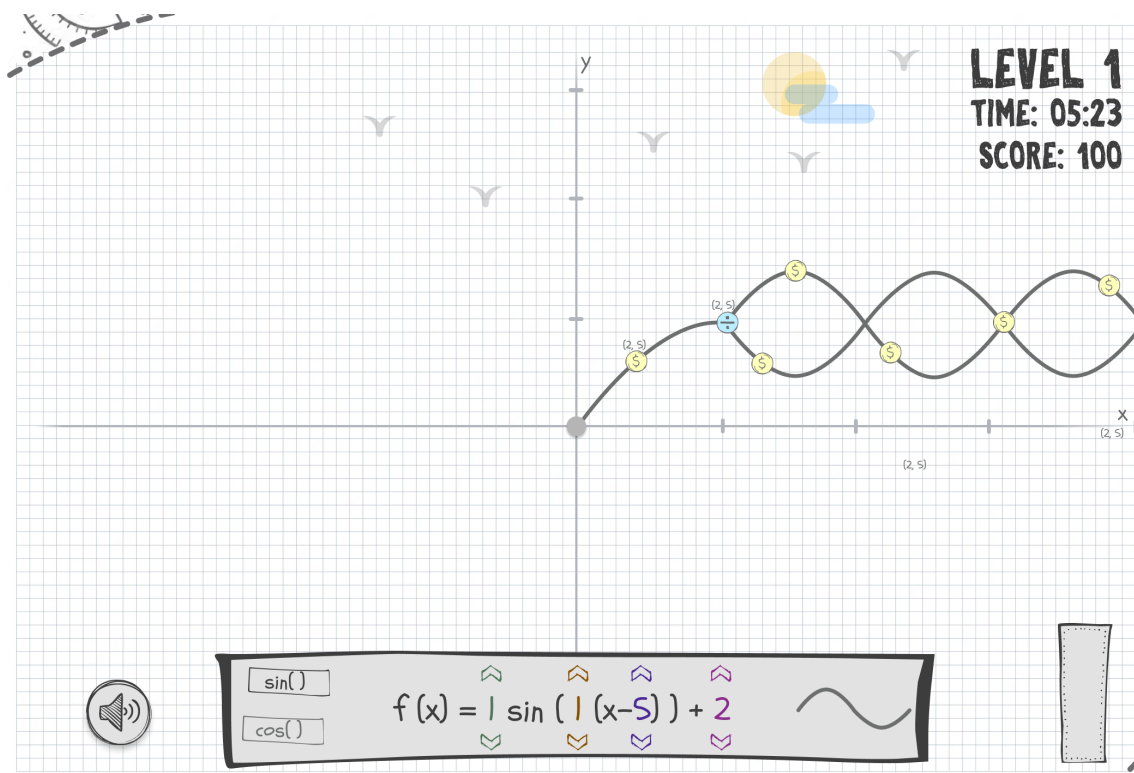 y
LEVEL 1
TIME: 05:23
SCORE: 100
$
$
(2, 5)
$
(2, 5)
$
$
$
$
x
(2, 5)
(2, 5)
sin()
f(x) = 1 sin (1(x-5)) + 2
cos()